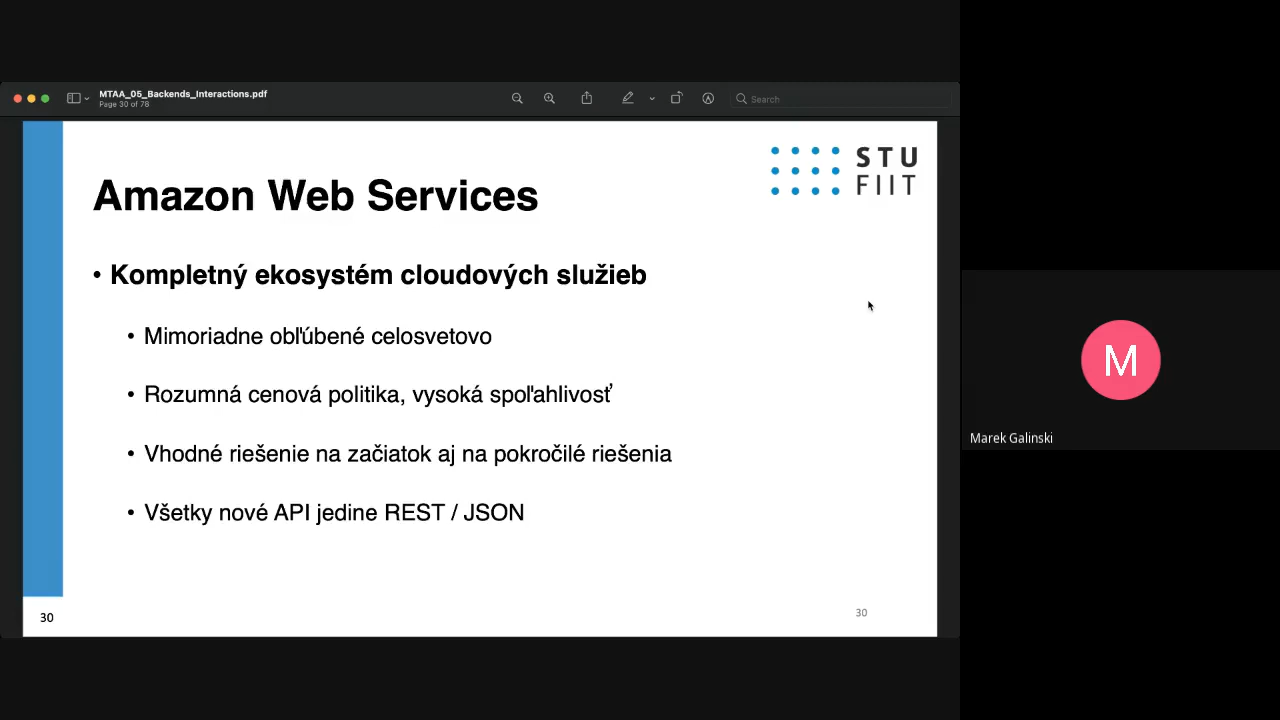 MTAA_05_Backends_Interactions.pdf
Page 30 of 78
Search
STU
FIIT
Amazon Web Services
• Kompletný ekosystém cloudových služieb
• Mimoriadne obľúbené celosvetovo
• Rozumná cenová politika, vysoká spoľahlivosť
• Vhodné riešenie na začiatok aj na pokročilé riešenia
• Všetky nové API jedine REST / JSON
30
30
M
Marek Galinski